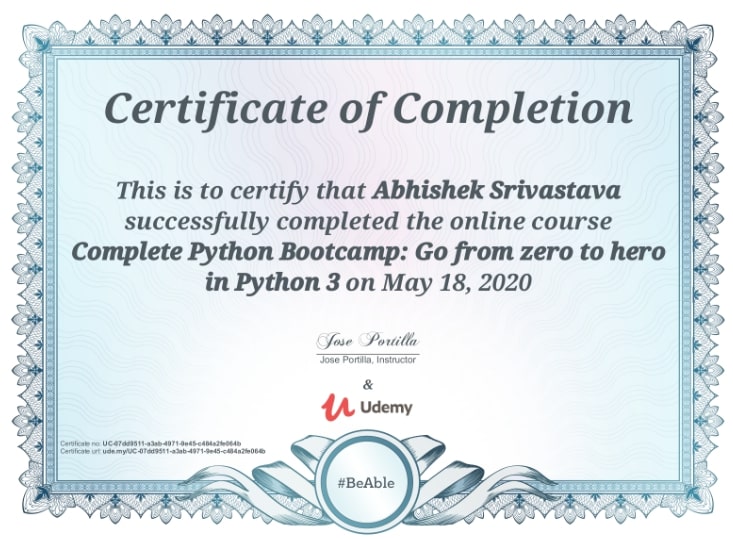 Certificate of Completion
This is to certify that Abhishek Srivastava
successfully completed the online course
Complete Python Bootcamp: Go from zero to hero
in Python 3 on May 18, 2020
Jose Portilla
Jose Portilla, Instructor
&
Udemy
Certificate no: UC-07dd9511-a3ab-4971-9e45-c484a2fe064b
Certificate url: ude.my/UC-07dd9511-a3ab-4971-9e45-c484a2fe064b
#BeAble